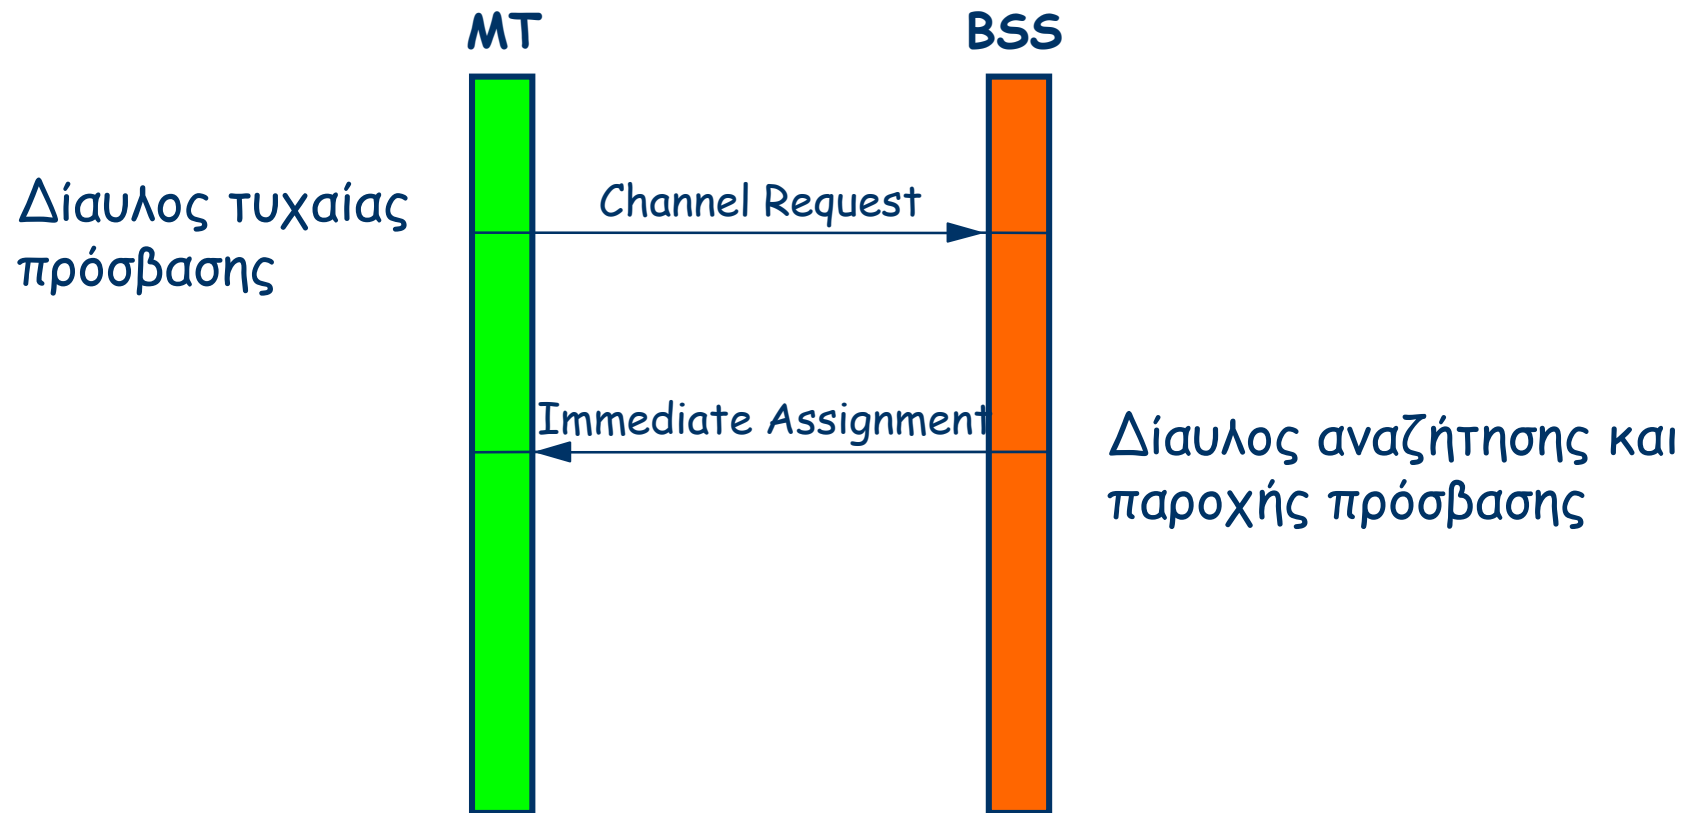 MT
BSS
Δίαυλος τυχαίας
πρόσβασης
Channel Request
Immediate Assignment
Δίαυλος αναζήτησης και
παροχής πρόσβασης